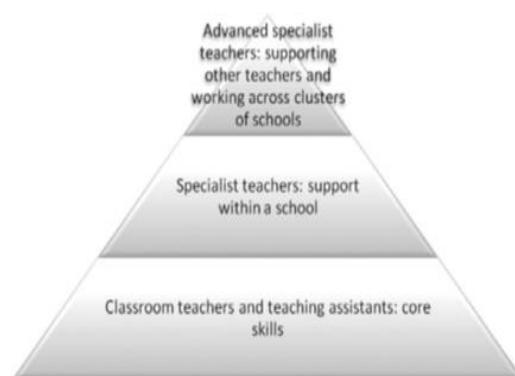 Advanced specialist
teachers: supporting
other teachers and
working across clusters
of schools
Specialist teachers: support
within a school
Classroom teachers and teaching assistants: core
skills